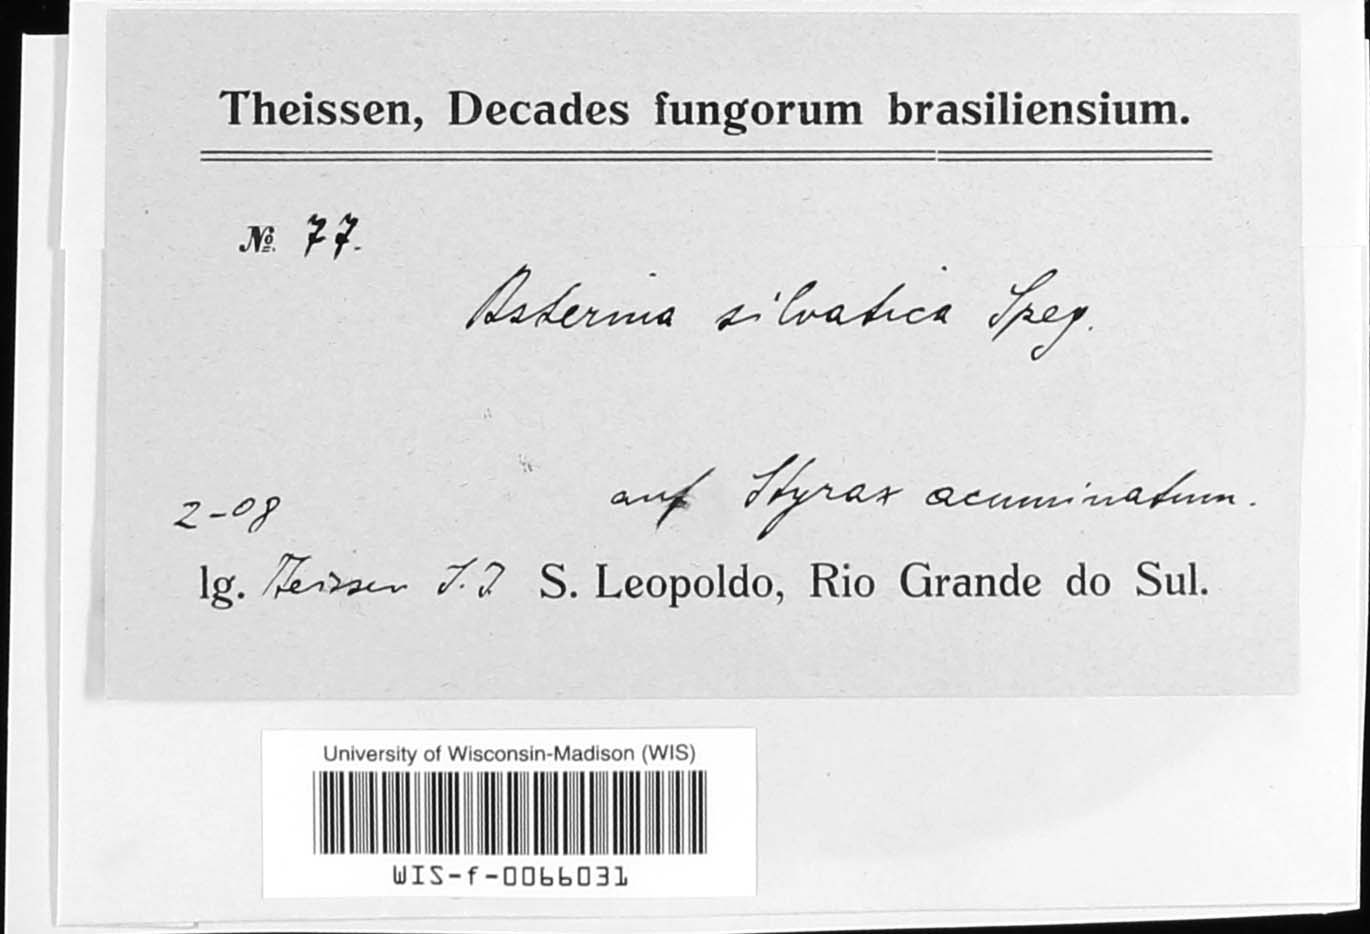 Theissen, Decades fungorum brasiliensium.
№ 77.
Asterina silvatica Speg.
auf Styrax acuminatum.
2-08
lg. Theissen S. J. S. Leopoldo, Rio Grande do Sul.
University of Wisconsin-Madison (WIS)
WIS-f-0066031